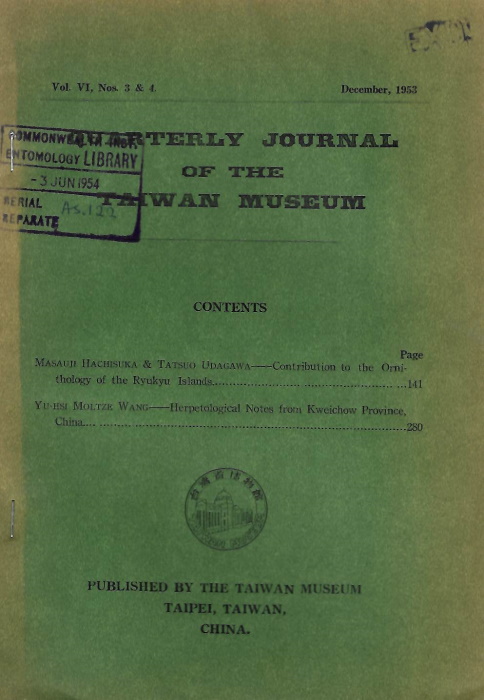 Vol. VI, Nos. 3 & 4.
December, 1953
QUARTERLY JOURNAL
OF THE
TAIWAN MUSEUM
COMMONWEALTH INST.
ENTOMOLOGY LIBRARY
-3 JUN 1954
SERIAL As.122
SEPARATE
CONTENTS
Page
MASAUJI HACHISUKA & TATSUO UDAGAWA——Contribution to the Orni-
thology of the Ryukyu Islands........................................141
YU-HSI MOLTZE WANG——Herpetological Notes from Kweichow Province,
China.... ........................................................................280
PUBLISHED BY THE TAIWAN MUSEUM
TAIPEI, TAIWAN,
CHINA.